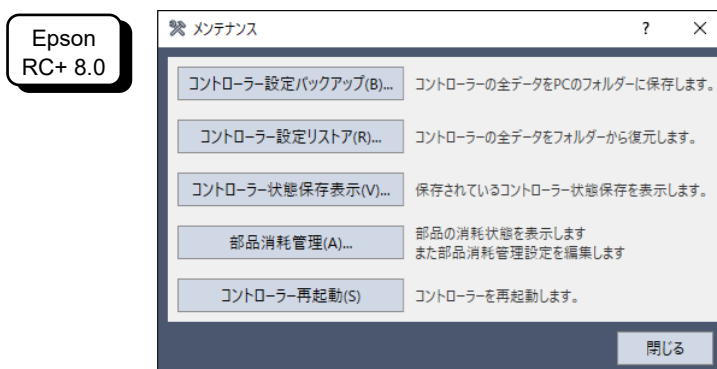 Epson
RC+ 8.0
メンテナンス
? ×
コントローラー設定バックアップ(B)... コントローラーの全データをPCのフォルダーに保存します。
コントローラー設定リストア(R)... コントローラーの全データをフォルダーから復元します。
コントローラー状態保存表示(V)... 保存されているコントローラー状態保存を表示します。
部品消耗管理(A)... 部品の消耗状態を表示します
また部品消耗管理設定を編集します
コントローラー再起動(S) コントローラーを再起動します。
閉じる